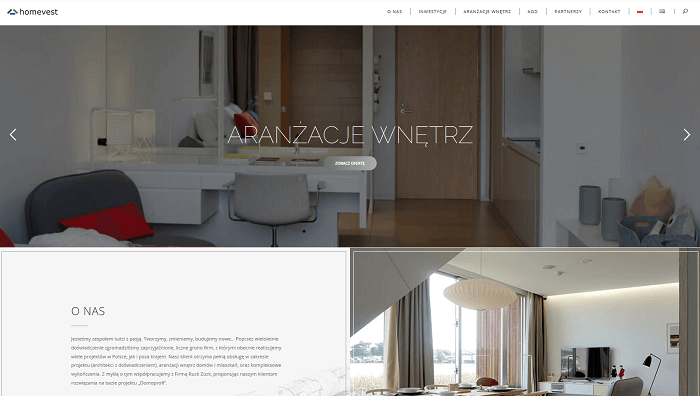 homevest
O NAS
INWESTYCJE
ARANŻACJE WNĘTRZ
AGD
PARTNERZY
KONTAKT
ARANŻACJE WNĘTRZ
ZOBACZ OFERTĘ
O NAS
Jesteśmy zespołem ludzi z pasją. Tworzymy, zmieniamy, budujemy nowe... Poprzez wieloletnie
doświadczenie zgromadziliśmy zaprzyjaźnione, liczne grono firm, z którymi obecnie realizujemy
wiele projektów w Polsce, jak i poza krajem. Nasz klient otrzyma pełną obsługę w zakresie
projektu (architekci z doświadczeniem), aranżacji wnętrz domów i mieszkań, oraz kompleksowe
wykończenia. Z myślą o tym współpracujemy z Firmą Ruck Zuck, proponując naszym klientom
rozwiązania na bazie projektu „Domoprofi”.